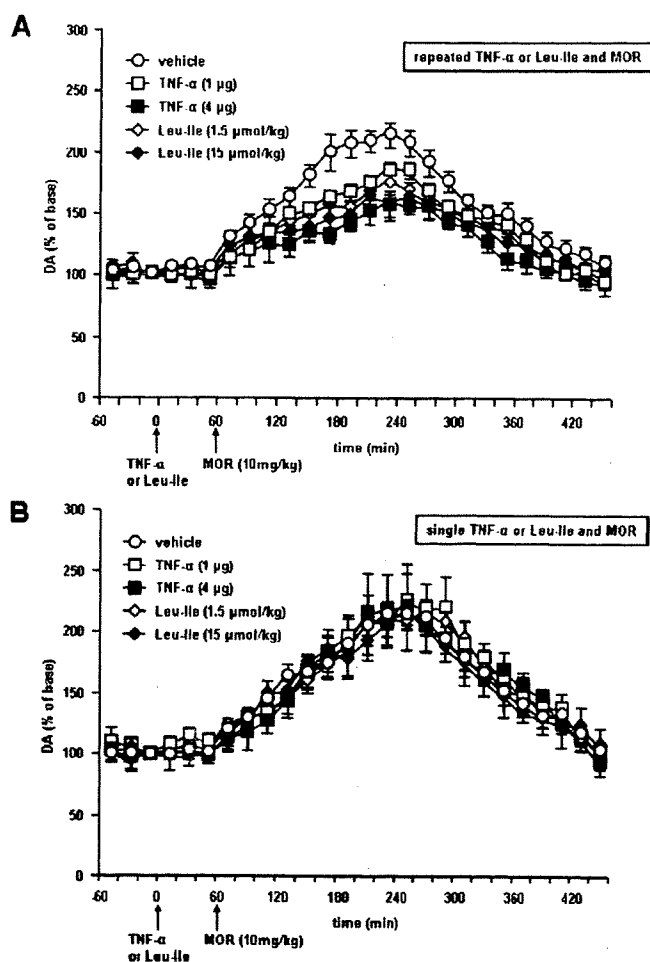 A
300
250
200
150
100
50
0
DA (% of base)
vehicle
TNF-α (1 µg)
TNF-α (4 µg)
Leu-Ile (1.5 µmol/kg)
Leu-Ile (15 µmol/kg)
repeated TNF-α or Leu-Ile and MOR
-60 0 60 120 180 240 300 360 420
time (min)
TNF-α
or Leu-Ile
MOR (10mg/kg)
B
300
250
200
150
100
50
0
DA (% of base)
vehicle
TNF-α (1 µg)
TNF-α (4 µg)
Leu-Ile (1.5 µmol/kg)
Leu-Ile (15 µmol/kg)
single TNF-α or Leu-Ile and MOR
-60 0 60 120 180 240 300 360 420
time (min)
TNF-α
or Leu-Ile
MOR (10mg/kg)